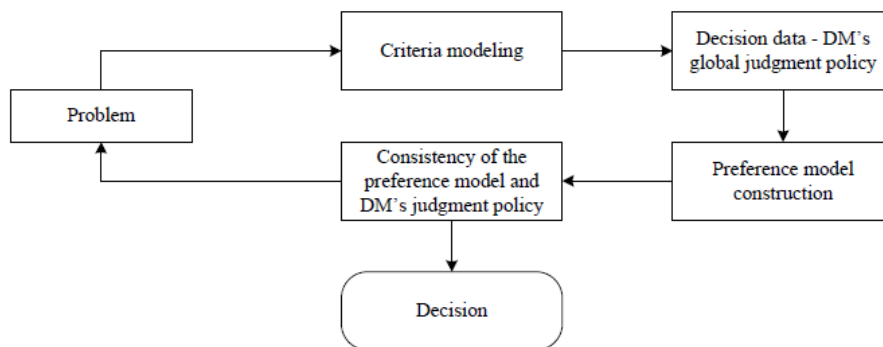 Criteria modeling
Decision data - DM’s
global judgment policy
Problem
Consistency of the
preference model and
DM’s judgment policy
Preference model
construction
Decision